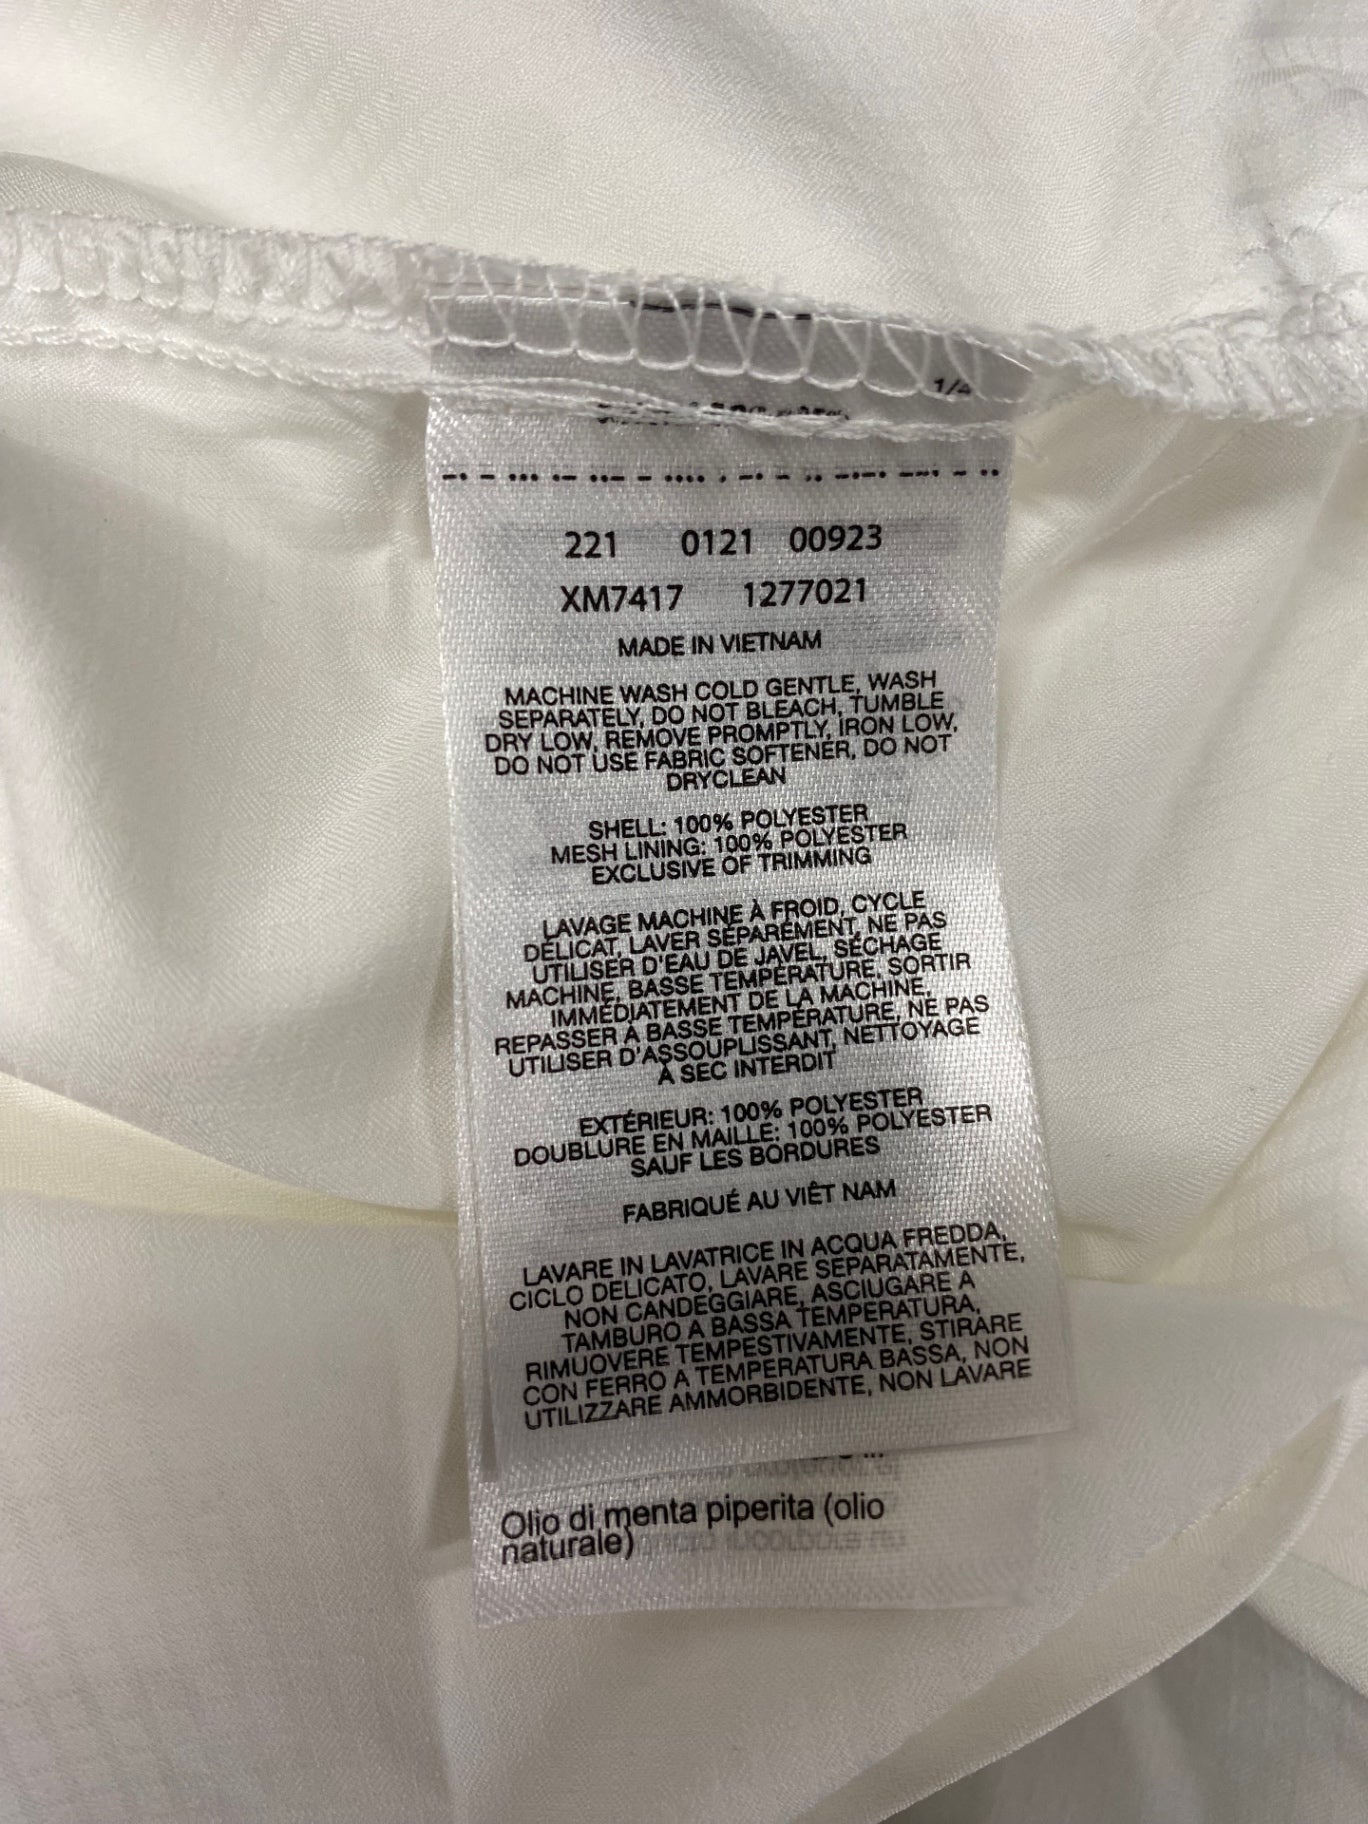 1/4
221 0121 00923
XM7417 1277021
MADE IN VIETNAM
MACHINE WASH COLD GENTLE, WASH
SEPARATELY, DO NOT BLEACH, TUMBLE
DRY LOW, REMOVE PROMPTLY, IRON LOW,
DO NOT USE FABRIC SOFTENER, DO NOT
DRYCLEAN
SHELL: 100% POLYESTER
MESH LINING: 100% POLYESTER
EXCLUSIVE OF TRIMMING
LAVAGE MACHINE À FROID, CYCLE
DÉLICAT, LAVER SÉPARÉMENT, NE PAS
UTILISER D'EAU DE JAVEL, SÉCHAGE
MACHINE, BASSE TEMPÉRATURE, SORTIR
IMMÉDIATEMENT DE LA MACHINE,
REPASSER À BASSE TEMPÉRATURE, NE PAS
UTILISER D'ASSOUPLISSANT, NETTOYAGE
À SEC INTERDIT
EXTÉRIEUR: 100% POLYESTER
DOUBLURE EN MAILLE: 100% POLYESTER
SAUF LES BORDURES
FABRIQUÉ AU VIÊT NAM
LAVARE IN LAVATRICE IN ACQUA FREDDA,
CICLO DELICATO, LAVARE SEPARATAMENTE,
NON CANDEGGIARE, ASCIUGARE A
TAMBURO A BASSA TEMPERATURA,
RIMUOVERE TEMPESTIVAMENTE, STIRARE
CON FERRO A TEMPERATURA BASSA, NON
UTILIZZARE AMMORBIDENTE, NON LAVARE
Olio di menta piperita (olio
naturale)